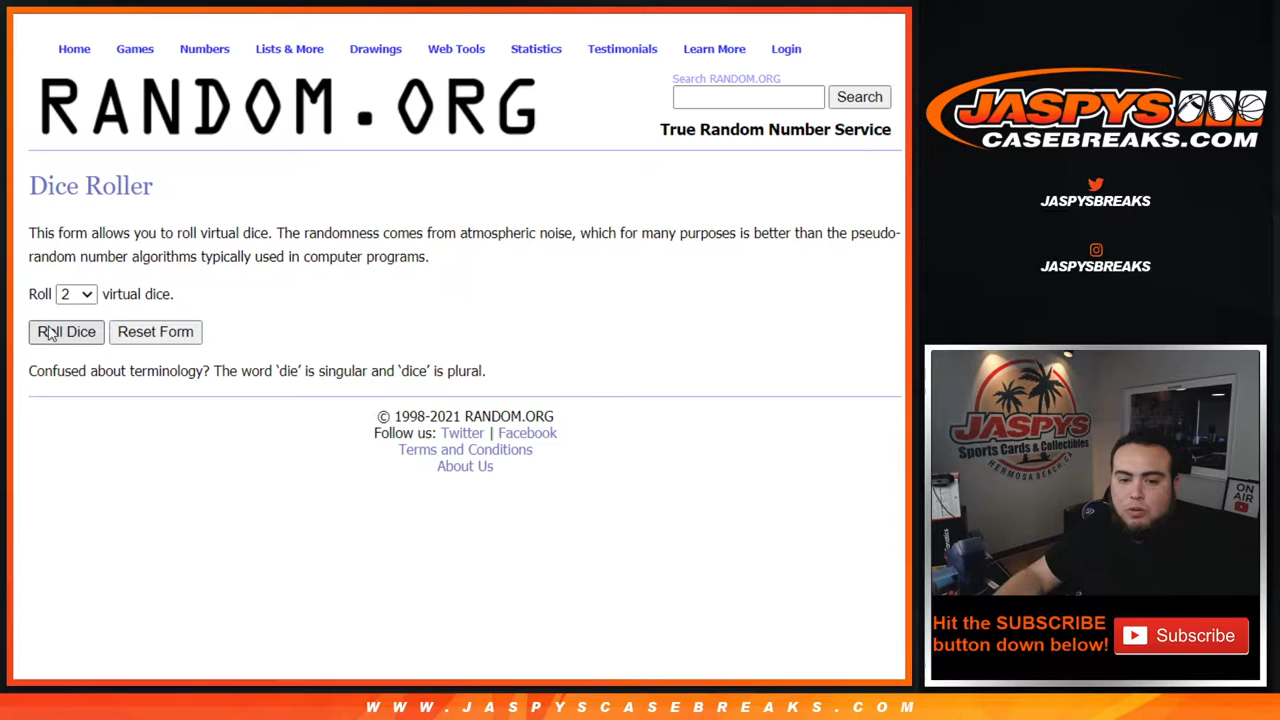 Home Games Numbers Lists & More Drawings Web Tools Statistics Testimonials Learn More Login
RANDOM.ORG
Search RANDOM.ORG
Search
True Random Number Service
Dice Roller
This form allows you to roll virtual dice. The randomness comes from atmospheric noise, which for many purposes is better than the pseudo-
random number algorithms typically used in computer programs.
Roll 2 virtual dice.
Roll Dice Reset Form
Confused about terminology? The word ‘die’ is singular and ‘dice’ is plural.
© 1998-2021 RANDOM.ORG
Follow us: Twitter | Facebook
Terms and Conditions
About Us
JASPYS
CASEBREAKS.COM
JASPYSBREAKS
JASPYSBREAKS
JASPYS
Sports Cards & Collectibles
HERMOSA BEACH, CA
ON
AIR
Hit the SUBSCRIBE
button down below!
Subscribe
WWW.JASPYSCASEBREAKS.COM